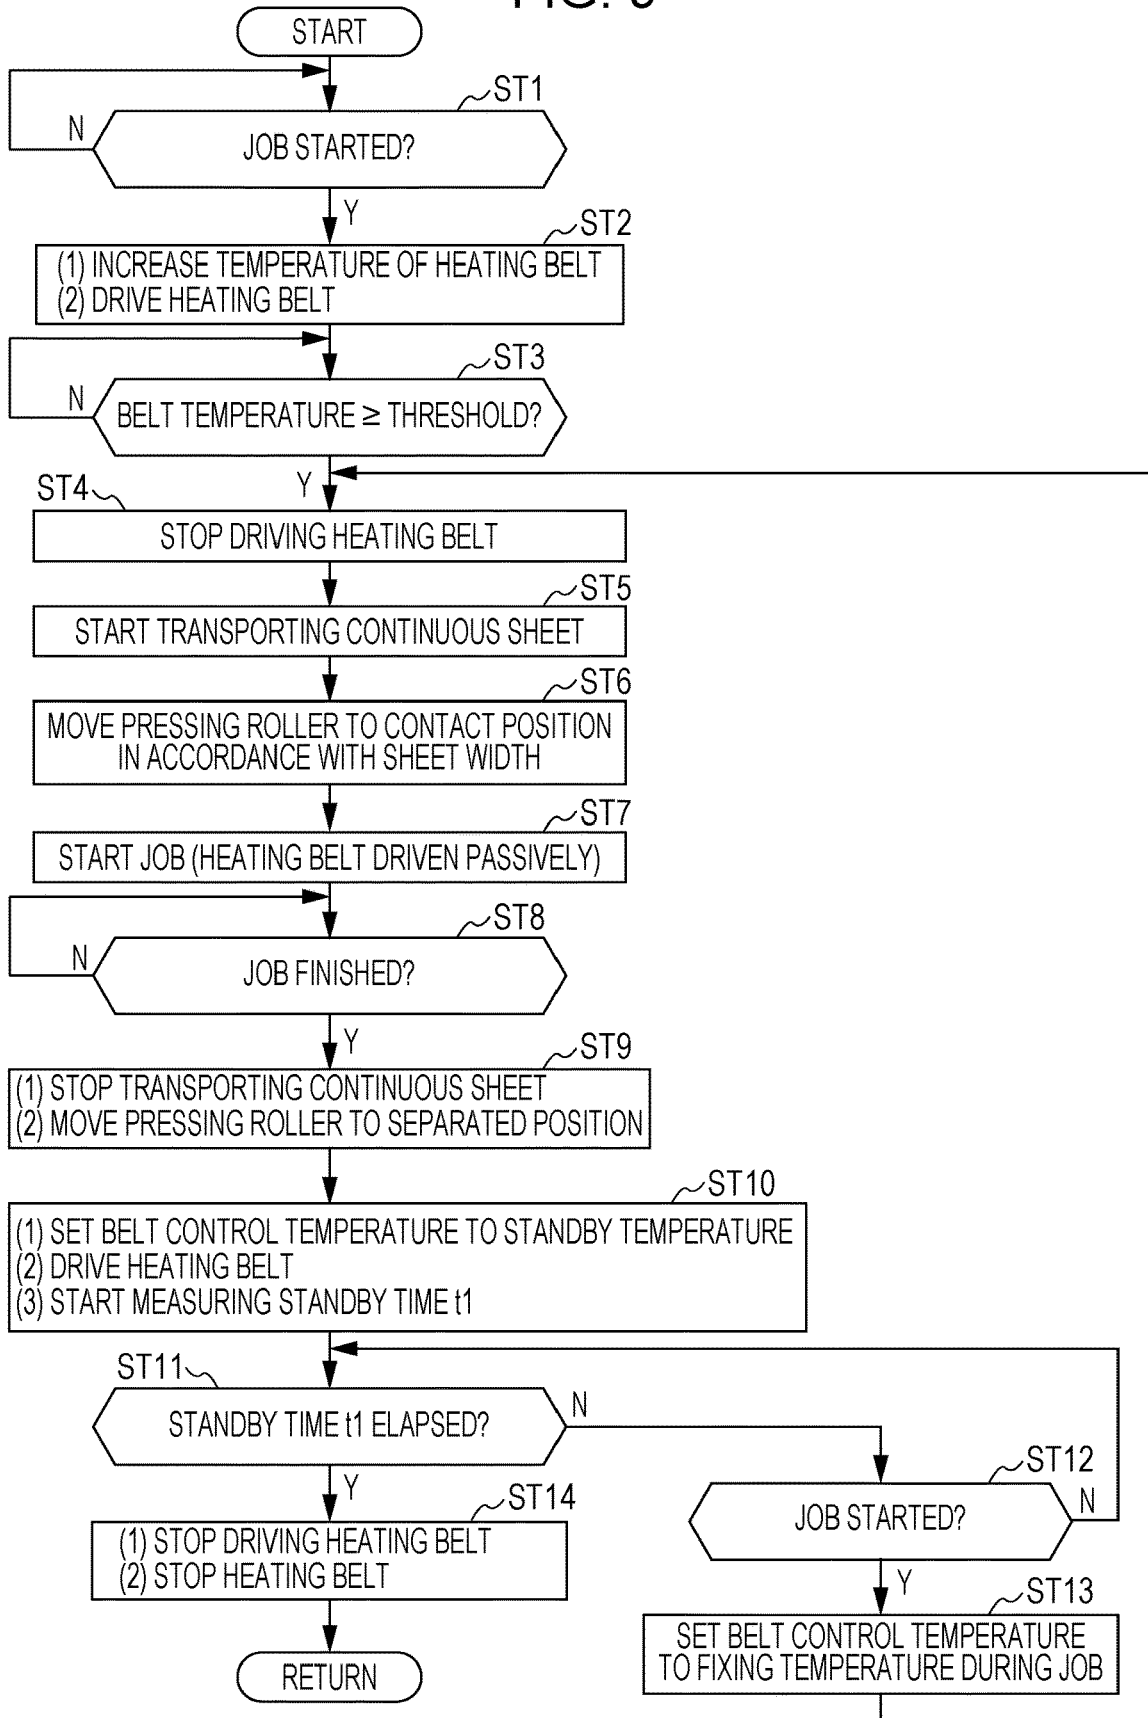 START
ST1
JOB STARTED?
N
Y
ST2
(1) INCREASE TEMPERATURE OF HEATING BELT
(2) DRIVE HEATING BELT
ST3
BELT TEMPERATURE ≥ THRESHOLD?
N
Y
ST4
STOP DRIVING HEATING BELT
ST5
START TRANSPORTING CONTINUOUS SHEET
ST6
MOVE PRESSING ROLLER TO CONTACT POSITION
IN ACCORDANCE WITH SHEET WIDTH
ST7
START JOB (HEATING BELT DRIVEN PASSIVELY)
ST8
JOB FINISHED?
N
Y
ST9
(1) STOP TRANSPORTING CONTINUOUS SHEET
(2) MOVE PRESSING ROLLER TO SEPARATED POSITION
ST10
(1) SET BELT CONTROL TEMPERATURE TO STANDBY TEMPERATURE
(2) DRIVE HEATING BELT
(3) START MEASURING STANDBY TIME t1
ST11
STANDBY TIME t1 ELAPSED?
N
Y
ST12
JOB STARTED?
N
Y
ST13
SET BELT CONTROL TEMPERATURE
TO FIXING TEMPERATURE DURING JOB
ST14
(1) STOP DRIVING HEATING BELT
(2) STOP HEATING BELT
RETURN